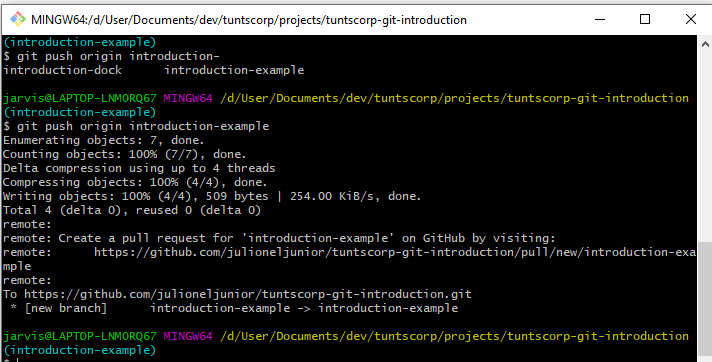 MINGW64:/d/User/Documents/dev/tuntscorp/projects/tuntscorp-git-introduction
(introduction-example)
$ git push origin introduction-
introduction-dock      introduction-example
jarvis@LAPTOP-LNMORQ67 MINGW64 /d/User/Documents/dev/tuntscorp/projects/tuntscorp-git-introduction
(introduction-example)
$ git push origin introduction-example
Enumerating objects: 7, done.
Counting objects: 100% (7/7), done.
Delta compression using up to 4 threads
Compressing objects: 100% (4/4), done.
Writing objects: 100% (4/4), 509 bytes | 254.00 KiB/s, done.
Total 4 (delta 0), reused 0 (delta 0)
remote:
remote: Create a pull request for 'introduction-example' on GitHub by visiting:
remote:      https://github.com/julioneljunior/tuntscorp-git-introduction/pull/new/introduction-exa
mple
remote:
To https://github.com/julioneljunior/tuntscorp-git-introduction.git
 * [new branch]      introduction-example -> introduction-example
jarvis@LAPTOP-LNMORQ67 MINGW64 /d/User/Documents/dev/tuntscorp/projects/tuntscorp-git-introduction
(introduction-example)
$